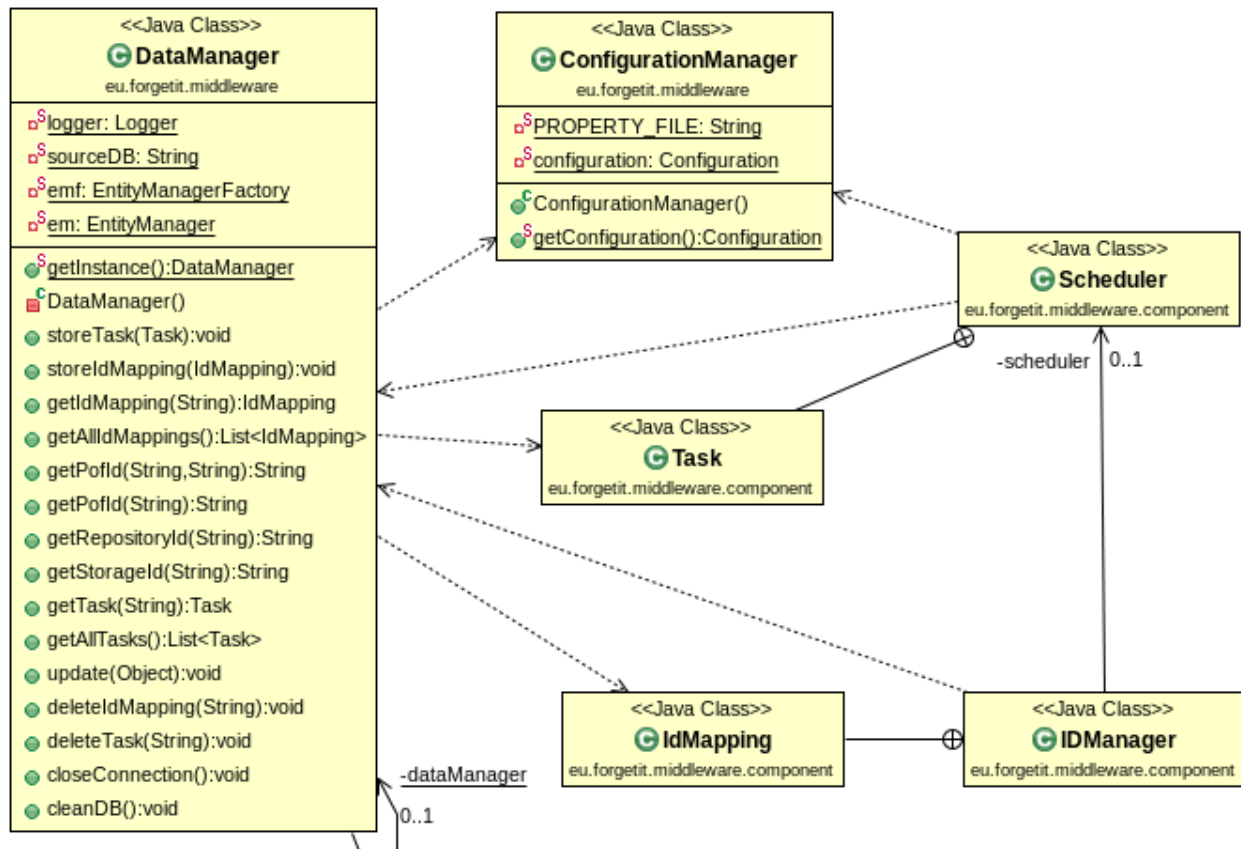 <<Java Class>>
DataManager
eu.forgetit.middleware
logger: Logger
sourceDB: String
emf: EntityManagerFactory
em: EntityManager
getInstance():DataManager
DataManager()
storeTask(Task):void
storeIdMapping(IdMapping):void
getIdMapping(String):IdMapping
getAllIdMappings():List<IdMapping>
getPofId(String,String):String
getPofId(String):String
getRepositoryId(String):String
getStorageId(String):String
getTask(String):Task
getAllTasks():List<Task>
update(Object):void
deleteIdMapping(String):void
deleteTask(String):void
closeConnection():void
cleanDB():void
-dataManager
0..1
<<Java Class>>
ConfigurationManager
eu.forgetit.middleware
PROPERTY_FILE: String
configuration: Configuration
ConfigurationManager()
getConfiguration():Configuration
<<Java Class>>
Scheduler
eu.forgetit.middleware.component
-scheduler
0..1
<<Java Class>>
Task
eu.forgetit.middleware.component
<<Java Class>>
IdMapping
eu.forgetit.middleware.component
<<Java Class>>
IDManager
eu.forgetit.middleware.component